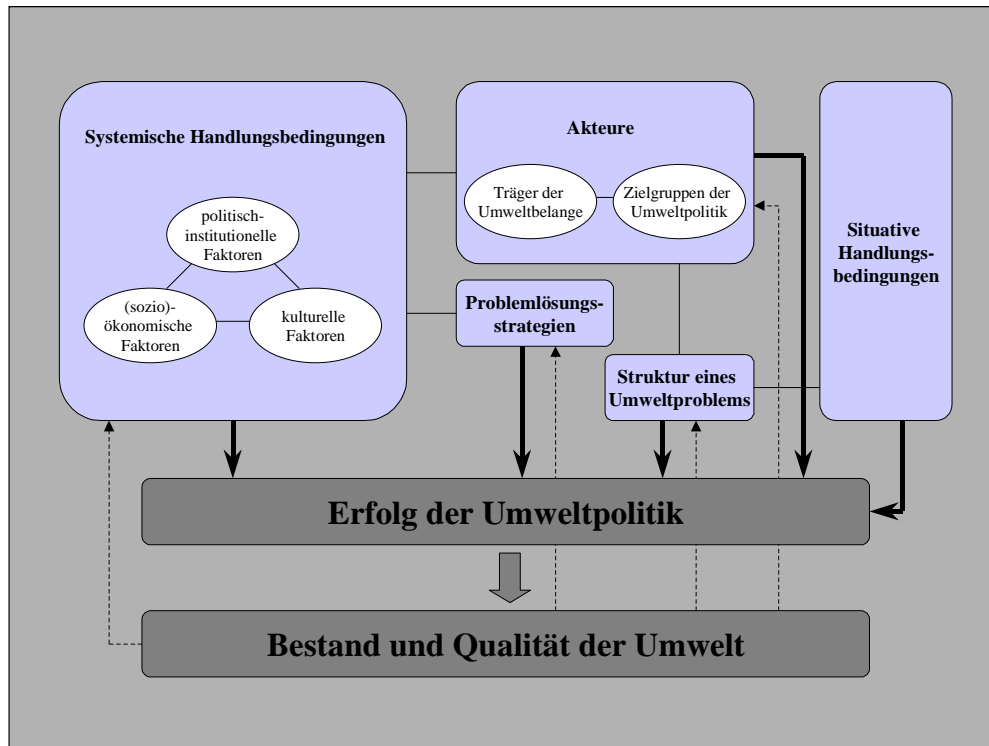 Systemische Handlungsbedingungen
politisch-
institutionelle
Faktoren
(sozio)-
ökonomische
Faktoren
kulturelle
Faktoren
Akteure
Träger der
Umweltbelange
Zielgruppen der
Umweltpolitik
Situative
Handlungs-
bedingungen
Problemlösungs-
strategien
Struktur eines
Umweltproblems
Erfolg der Umweltpolitik
Bestand und Qualität der Umwelt